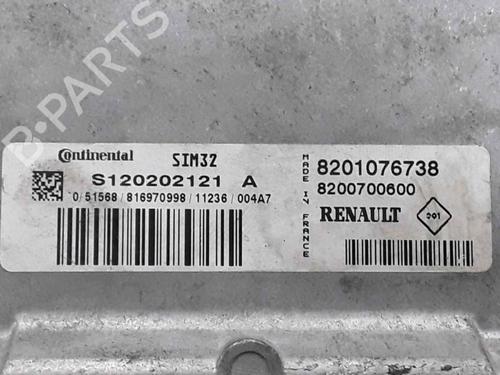 B-PARTS
Continental SIM32
S120202121 A
0/51568/816970998/11236/004A7
MADE IN FRANCE
8201076738
8200700600
RENAULT